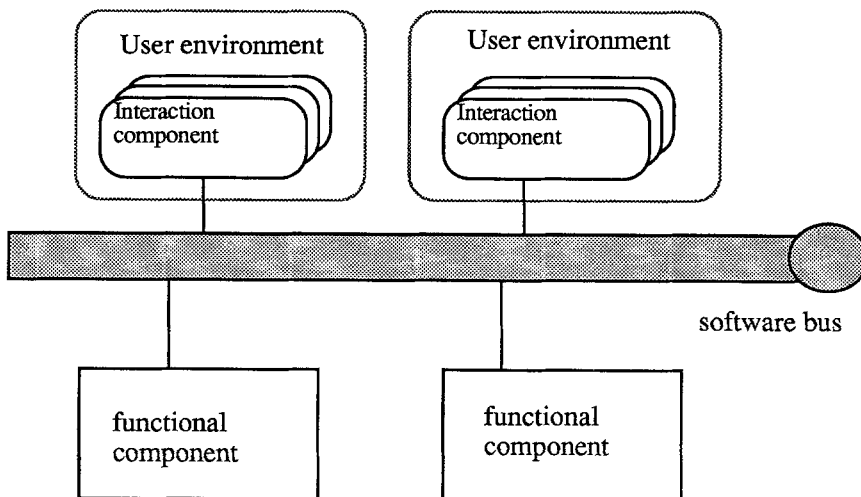 User environment
Interaction
component
User environment
Interaction
component
software bus
functional
component
functional
component